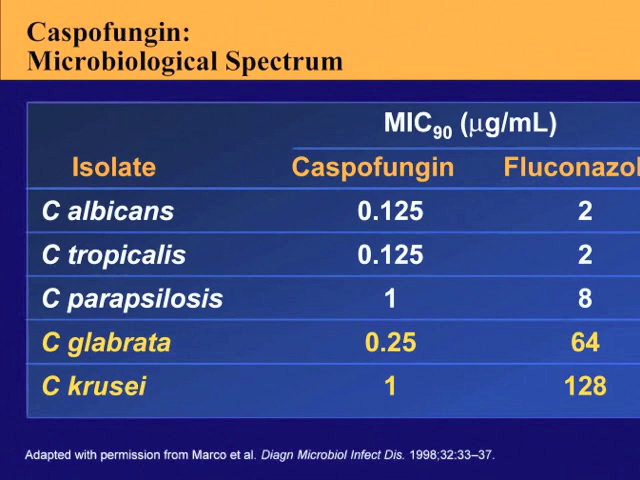 Caspofungin:
Microbiological Spectrum
MIC90 (μg/mL)
Isolate Caspofungin Fluconazol
C albicans 0.125 2
C tropicalis 0.125 2
C parapsilosis 1 8
C glabrata 0.25 64
C krusei 1 128
Adapted with permission from Marco et al. Diagn Microbiol Infect Dis. 1998;32:33–37.